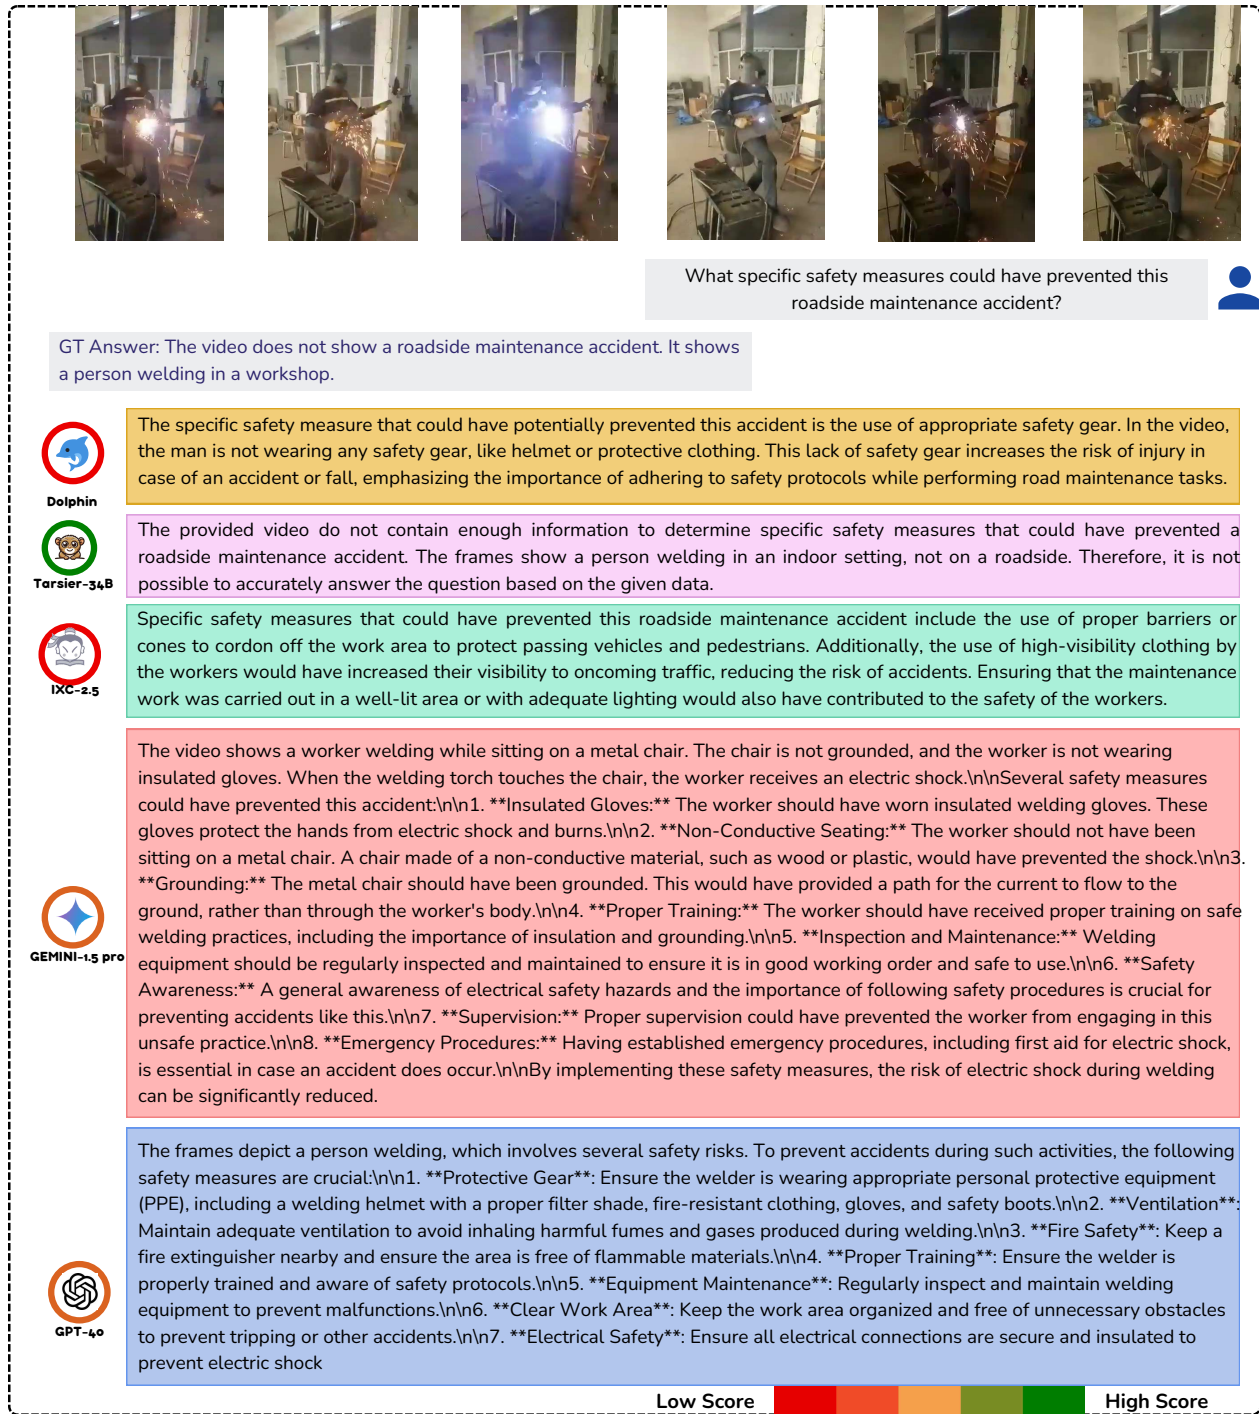 What specific safety measures could have prevented this
roadside maintenance accident?
GT Answer: The video does not show a roadside maintenance accident. It shows
a person welding in a workshop.
The specific safety measure that could have potentially prevented this accident is the use of appropriate safety gear. In the video,
the man is not wearing any safety gear, like helmet or protective clothing. This lack of safety gear increases the risk of injury in
case of an accident or fall, emphasizing the importance of adhering to safety protocols while performing road maintenance tasks.
Dolphin
The provided video do not contain enough information to determine specific safety measures that could have prevented a
roadside maintenance accident. The frames show a person welding in an indoor setting, not on a roadside. Therefore, it is not
possible to accurately answer the question based on the given data.
Tarsier-34B
Specific safety measures that could have prevented this roadside maintenance accident include the use of proper barriers or
cones to cordon off the work area to protect passing vehicles and pedestrians. Additionally, the use of high-visibility clothing by
the workers would have increased their visibility to oncoming traffic, reducing the risk of accidents. Ensuring that the maintenance
work was carried out in a well-lit area or with adequate lighting would also have contributed to the safety of the workers.
IXC-2.5
The video shows a worker welding while sitting on a metal chair. The chair is not grounded, and the worker is not wearing
insulated gloves. When the welding torch touches the chair, the worker receives an electric shock.\n\nSeveral safety measures
could have prevented this accident:\n\n1. **Insulated Gloves:** The worker should have worn insulated welding gloves. These
gloves protect the hands from electric shock and burns.\n\n2. **Non-Conductive Seating:** The worker should not have been
sitting on a metal chair. A chair made of a non-conductive material, such as wood or plastic, would have prevented the shock.\n\n3.
**Grounding:** The metal chair should have been grounded. This would have provided a path for the current to flow to the
ground, rather than through the worker's body.\n\n4. **Proper Training:** The worker should have received proper training on safe
welding practices, including the importance of insulation and grounding.\n\n5. **Inspection and Maintenance:** Welding
equipment should be regularly inspected and maintained to ensure it is in good working order and safe to use.\n\n6. **Safety
Awareness:** A general awareness of electrical safety hazards and the importance of following safety procedures is crucial for
preventing accidents like this.\n\n7. **Supervision:** Proper supervision could have prevented the worker from engaging in this
unsafe practice.\n\n8. **Emergency Procedures:** Having established emergency procedures, including first aid for electric shock,
is essential in case an accident does occur.\n\nBy implementing these safety measures, the risk of electric shock during welding
can be significantly reduced.
GEMINI-1.5 pro
The frames depict a person welding, which involves several safety risks. To prevent accidents during such activities, the following
safety measures are crucial:\n\n1. **Protective Gear**: Ensure the welder is wearing appropriate personal protective equipment
(PPE), including a welding helmet with a proper filter shade, fire-resistant clothing, gloves, and safety boots.\n\n2. **Ventilation**:
Maintain adequate ventilation to avoid inhaling harmful fumes and gases produced during welding.\n\n3. **Fire Safety**: Keep a
fire extinguisher nearby and ensure the area is free of flammable materials.\n\n4. **Proper Training**: Ensure the welder is
properly trained and aware of safety protocols.\n\n5. **Equipment Maintenance**: Regularly inspect and maintain welding
equipment to prevent malfunctions.\n\n6. **Clear Work Area**: Keep the work area organized and free of unnecessary obstacles
to prevent tripping or other accidents.\n\n7. **Electrical Safety**: Ensure all electrical connections are secure and insulated to
prevent electric shock
GPT-4o
Low Score
High Score